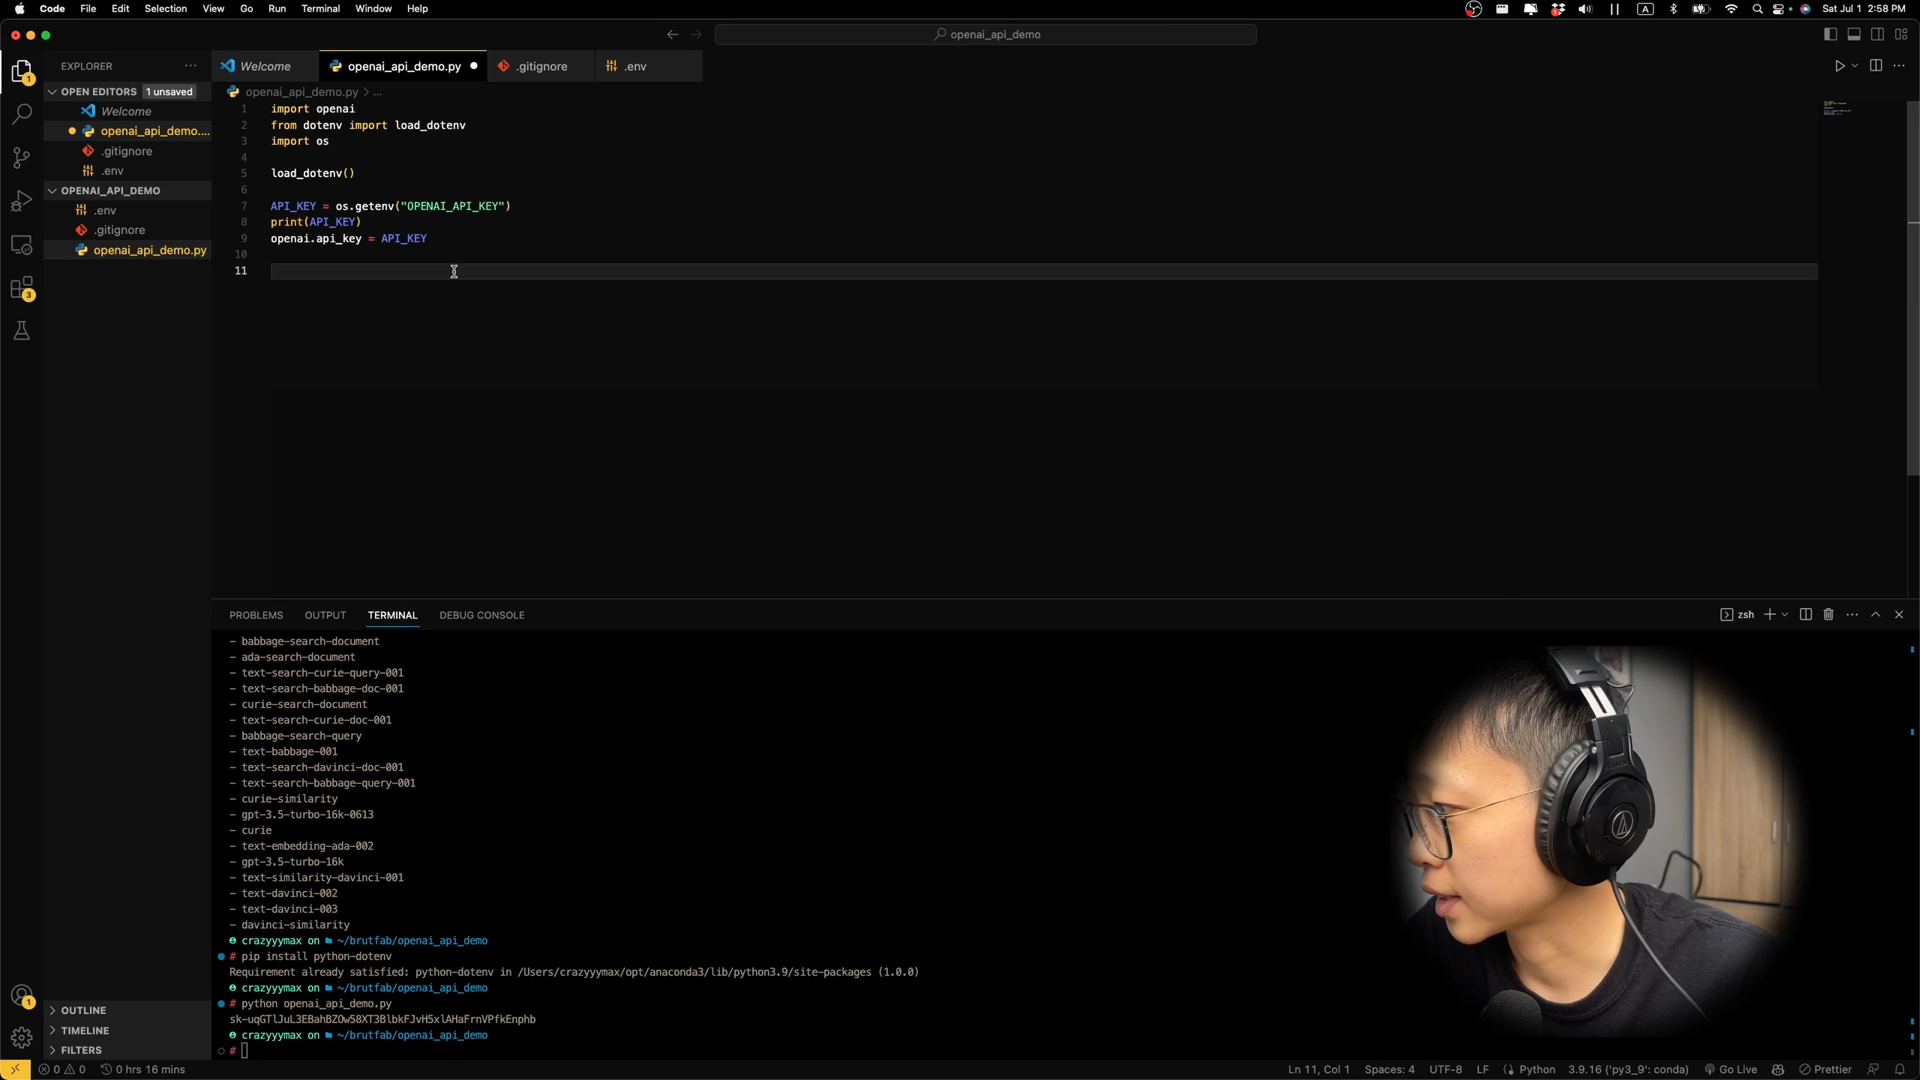 Code File Edit Selection View Go Run Terminal Window Help
A
Sat Jul 1 2:58 PM
openai_api_demo
EXPLORER
Welcome
openai_api_demo.py
.gitignore
.env
OPEN EDITORS 1 unsaved
Welcome
openai_api_demo....
.gitignore
.env
OPENAI_API_DEMO
.env
.gitignore
openai_api_demo.py
1
3
1
openai_api_demo.py > ...
1 import openai
2 from dotenv import load_dotenv
3 import os
4
5 load_dotenv()
6
7 API_KEY = os.getenv("OPENAI_API_KEY")
8 print(API_KEY)
9 openai.api_key = API_KEY
10
11
PROBLEMS OUTPUT TERMINAL DEBUG CONSOLE
zsh
- babbage-search-document
- ada-search-document
- text-search-curie-query-001
- text-search-babbage-doc-001
- curie-search-document
- text-search-curie-doc-001
- babbage-search-query
- text-babbage-001
- text-search-davinci-doc-001
- text-search-babbage-query-001
- curie-similarity
- gpt-3.5-turbo-16k-0613
- curie
- text-embedding-ada-002
- gpt-3.5-turbo-16k
- text-similarity-davinci-001
- text-davinci-002
- text-davinci-003
- davinci-similarity
crazyyymax on ~/brutfab/openai_api_demo
# pip install python-dotenv
Requirement already satisfied: python-dotenv in /Users/crazyyymax/opt/anaconda3/lib/python3.9/site-packages (1.0.0)
crazyyymax on ~/brutfab/openai_api_demo
# python openai_api_demo.py
crazyyymax on ~/brutfab/openai_api_demo
#
OUTLINE
TIMELINE
FILTERS
0 0 0 hrs 16 mins
Ln 11, Col 1 Spaces: 4 UTF-8 LF Python 3.9.16 ('py3_9': conda) Go Live Prettier